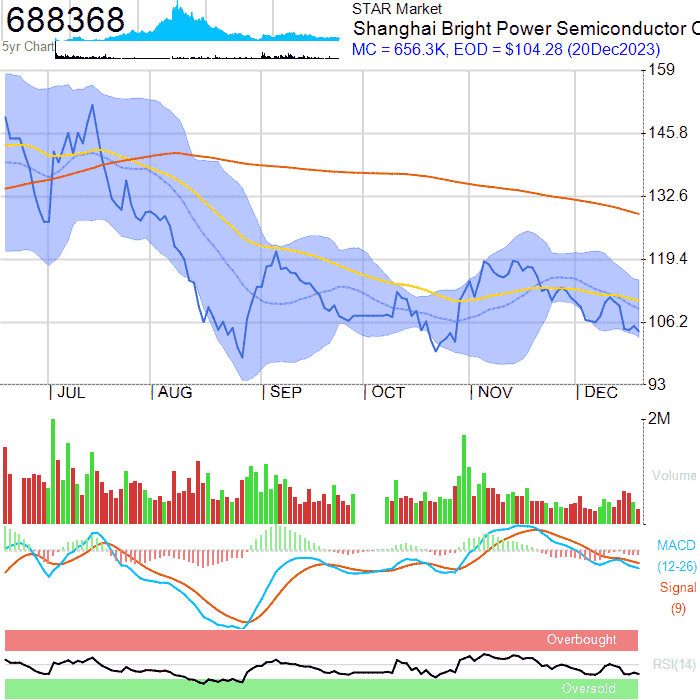 688368
5yr Chart
STAR Market
Shanghai Bright Power Semiconductor C
MC = 656.3K, EOD = $104.28 (20Dec2023)
159
145.8
132.6
119.4
106.2
93
JUL AUG SEP OCT NOV DEC
2M
Volume
MACD
(12-26)
Signal
(9)
Overbought
RSI(14)
Oversold